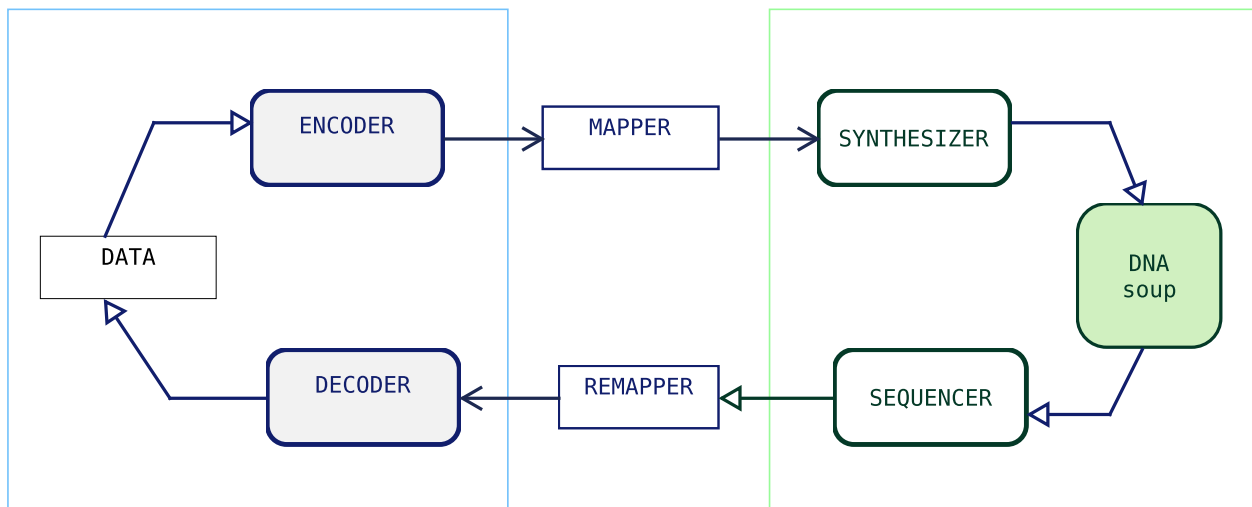 ENCODER
MAPPER
SYNTHESIZER
DATA
DNA
soup
DECODER
REMAPPER
SEQUENCER